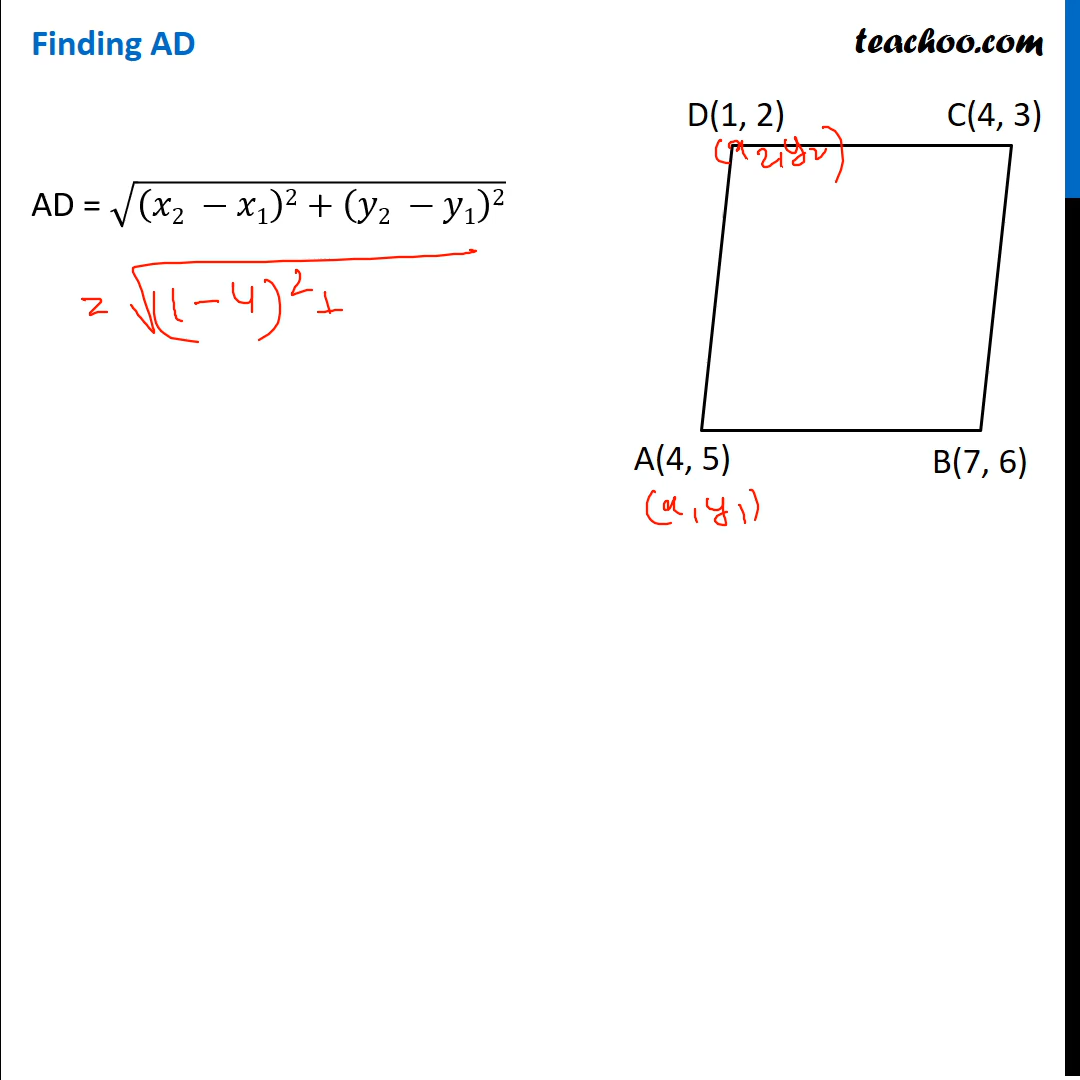 Finding AD
teachoo.com
D(1, 2) C(4, 3)
(x₂, y₂)
AD = √((x₂ − x₁)² + (y₂ − y₁)²)
= √((1 − 4)² +
A(4, 5) B(7, 6)
(x₁, y₁)